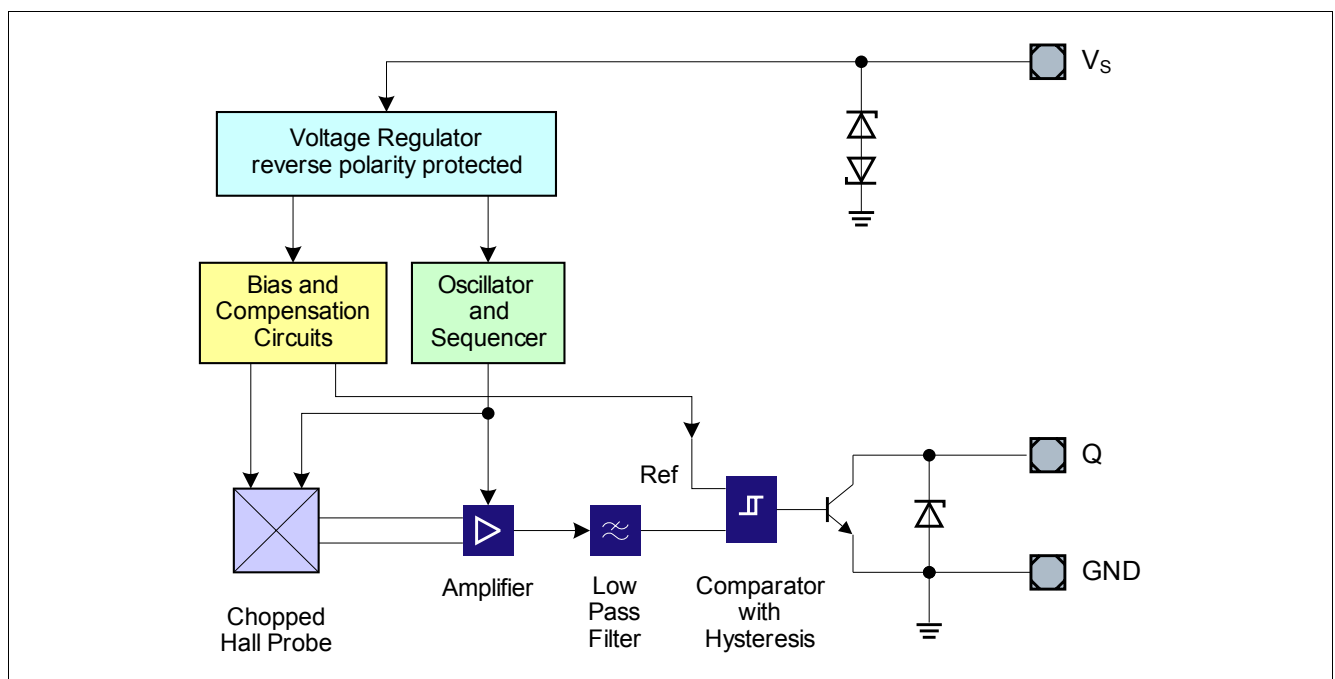 V_S
Voltage Regulator
reverse polarity protected
Bias and
Compensation
Circuits
Oscillator
and
Sequencer
Ref
Q
GND
Amplifier
Low
Pass
Filter
Comparator
with
Hysteresis
Chopped
Hall Probe